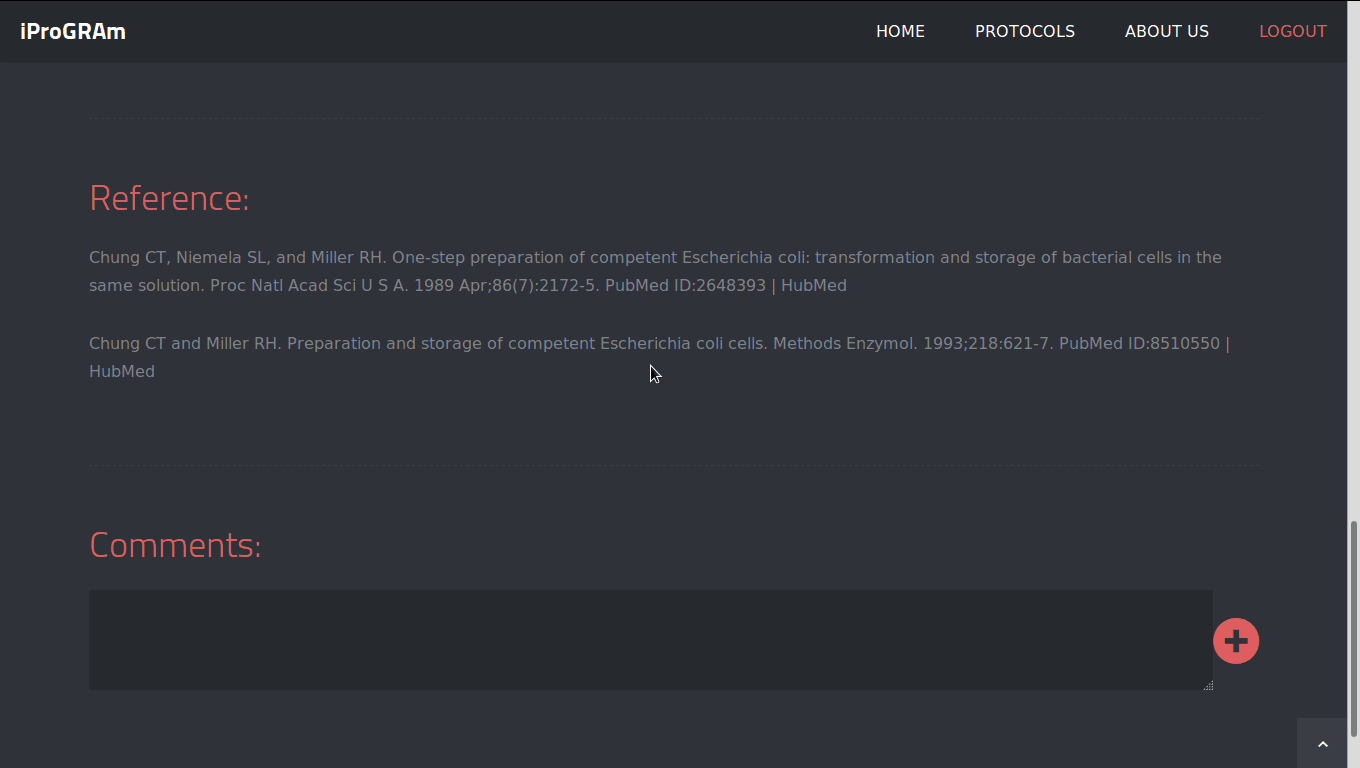 iProGRAm
HOME
PROTOCOLS
ABOUT US
LOGOUT
Reference:
Chung CT, Niemela SL, and Miller RH. One-step preparation of competent Escherichia coli: transformation and storage of bacterial cells in the
same solution. Proc Natl Acad Sci U S A. 1989 Apr;86(7):2172-5. PubMed ID:2648393 | HubMed
Chung CT and Miller RH. Preparation and storage of competent Escherichia coli cells. Methods Enzymol. 1993;218:621-7. PubMed ID:8510550 |
HubMed
Comments: